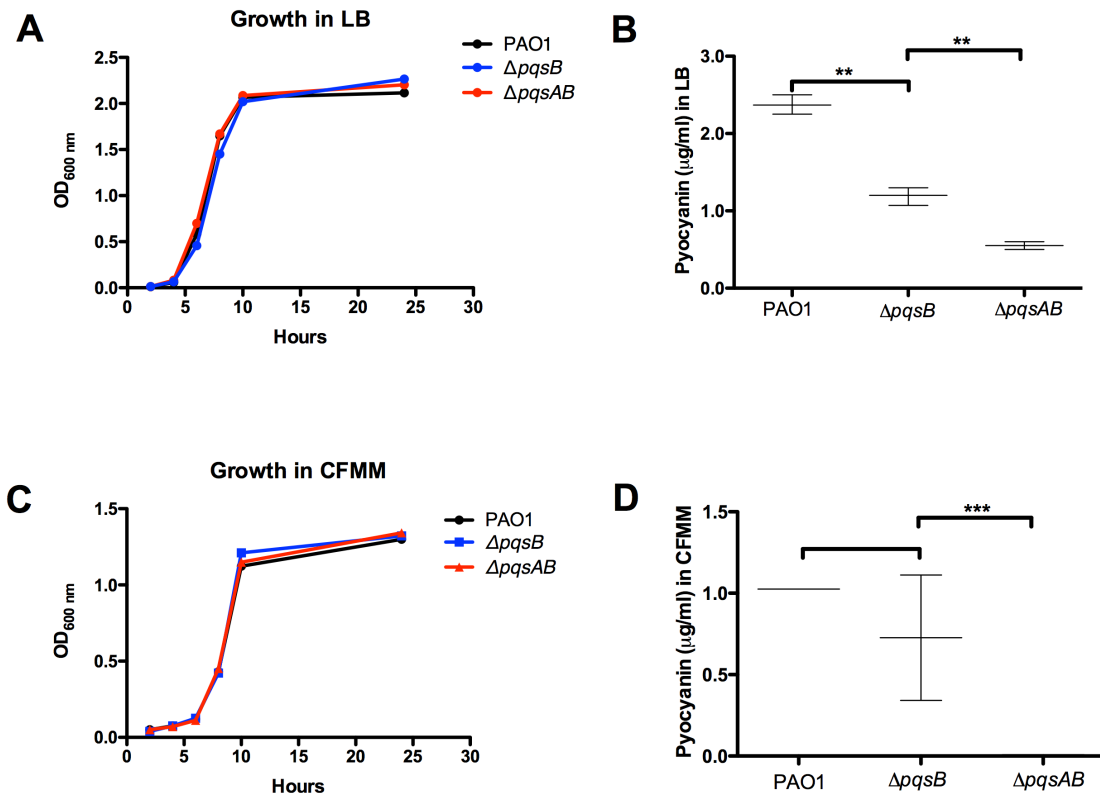 A
Growth in LB
PAO1
ΔpqsB
ΔpqsAB
2.5
2.0
1.5
1.0
0.5
0.0
OD600 nm
0 5 10 15 20 25 30
Hours
B
**
**
3.0
2.0
1.0
0.0
Pyocyanin (μg/ml) in LB
PAO1 ΔpqsB ΔpqsAB
C
Growth in CFMM
PAO1
ΔpqsB
ΔpqsAB
1.5
1.0
0.5
0.0
OD600 nm
0 5 10 15 20 25 30
Hours
D
***
1.5
1.0
0.5
0.0
Pyocyanin (μg/ml) in CFMM
PAO1 ΔpqsB ΔpqsAB